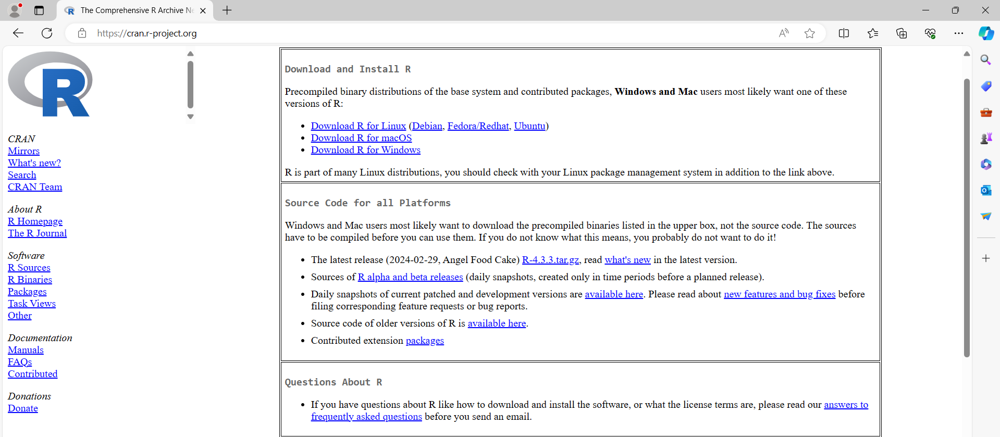 The Comprehensive R Archive Ne
https://cran.r-project.org
R
CRAN
Mirrors
What's new?
Search
CRAN Team
About R
R Homepage
The R Journal
Software
R Sources
R Binaries
Packages
Task Views
Other
Documentation
Manuals
FAQs
Contributed
Donations
Donate
Download and Install R
Precompiled binary distributions of the base system and contributed packages, Windows and Mac users most likely want one of these
versions of R:
• Download R for Linux (Debian, Fedora/Redhat, Ubuntu)
• Download R for macOS
• Download R for Windows
R is part of many Linux distributions, you should check with your Linux package management system in addition to the link above.
Source Code for all Platforms
Windows and Mac users most likely want to download the precompiled binaries listed in the upper box, not the source code. The sources
have to be compiled before you can use them. If you do not know what this means, you probably do not want to do it!
• The latest release (2024-02-29, Angel Food Cake) R-4.3.3.tar.gz, read what's new in the latest version.
• Sources of R alpha and beta releases (daily snapshots, created only in time periods before a planned release).
• Daily snapshots of current patched and development versions are available here. Please read about new features and bug fixes before
filing corresponding feature requests or bug reports.
• Source code of older versions of R is available here.
• Contributed extension packages
Questions About R
• If you have questions about R like how to download and install the software, or what the license terms are, please read our answers to
frequently asked questions before you send an email.